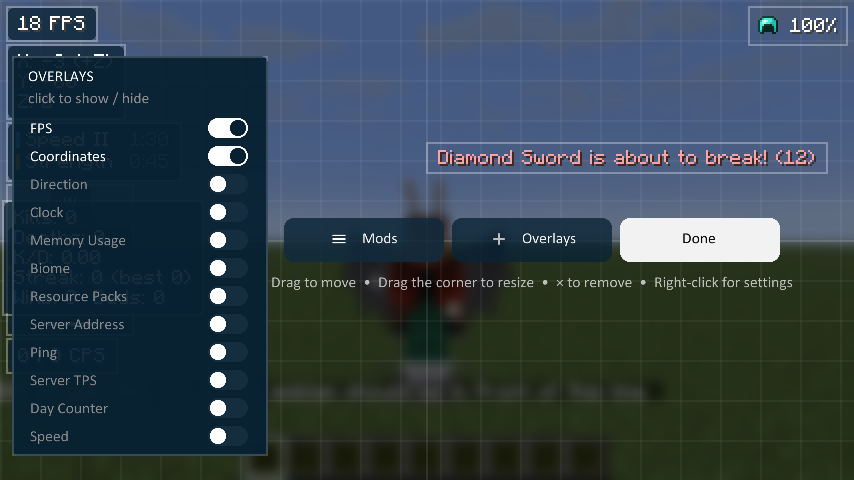 18 FPS
100%
OVERLAYS
click to show / hide
FPS
Coordinates
Direction
Clock
Memory Usage
Biome
Resource Packs
Server Address
Ping
Server TPS
Day Counter
Speed
Diamond Sword is about to break! (12)
Mods
+ Overlays
Done
Drag to move • Drag the corner to resize • × to remove • Right-click for settings